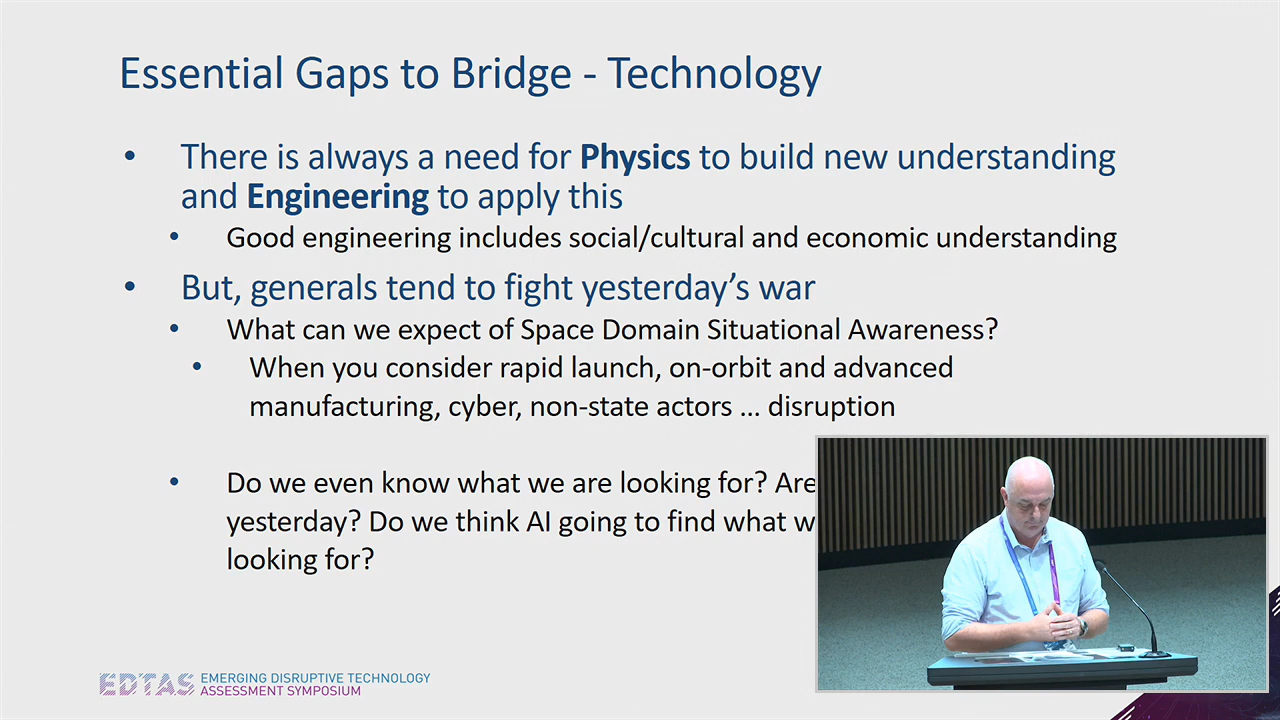 Essential Gaps to Bridge - Technology
• There is always a need for Physics to build new understanding
and Engineering to apply this
• Good engineering includes social/cultural and economic understanding
• But, generals tend to fight yesterday's war
• What can we expect of Space Domain Situational Awareness?
• When you consider rapid launch, on-orbit and advanced
manufacturing, cyber, non-state actors ... disruption
• Do we even know what we are looking for? Are
yesterday? Do we think AI going to find what
looking for?
EDTAS EMERGING DISRUPTIVE TECHNOLOGY
ASSESSMENT SYMPOSIUM